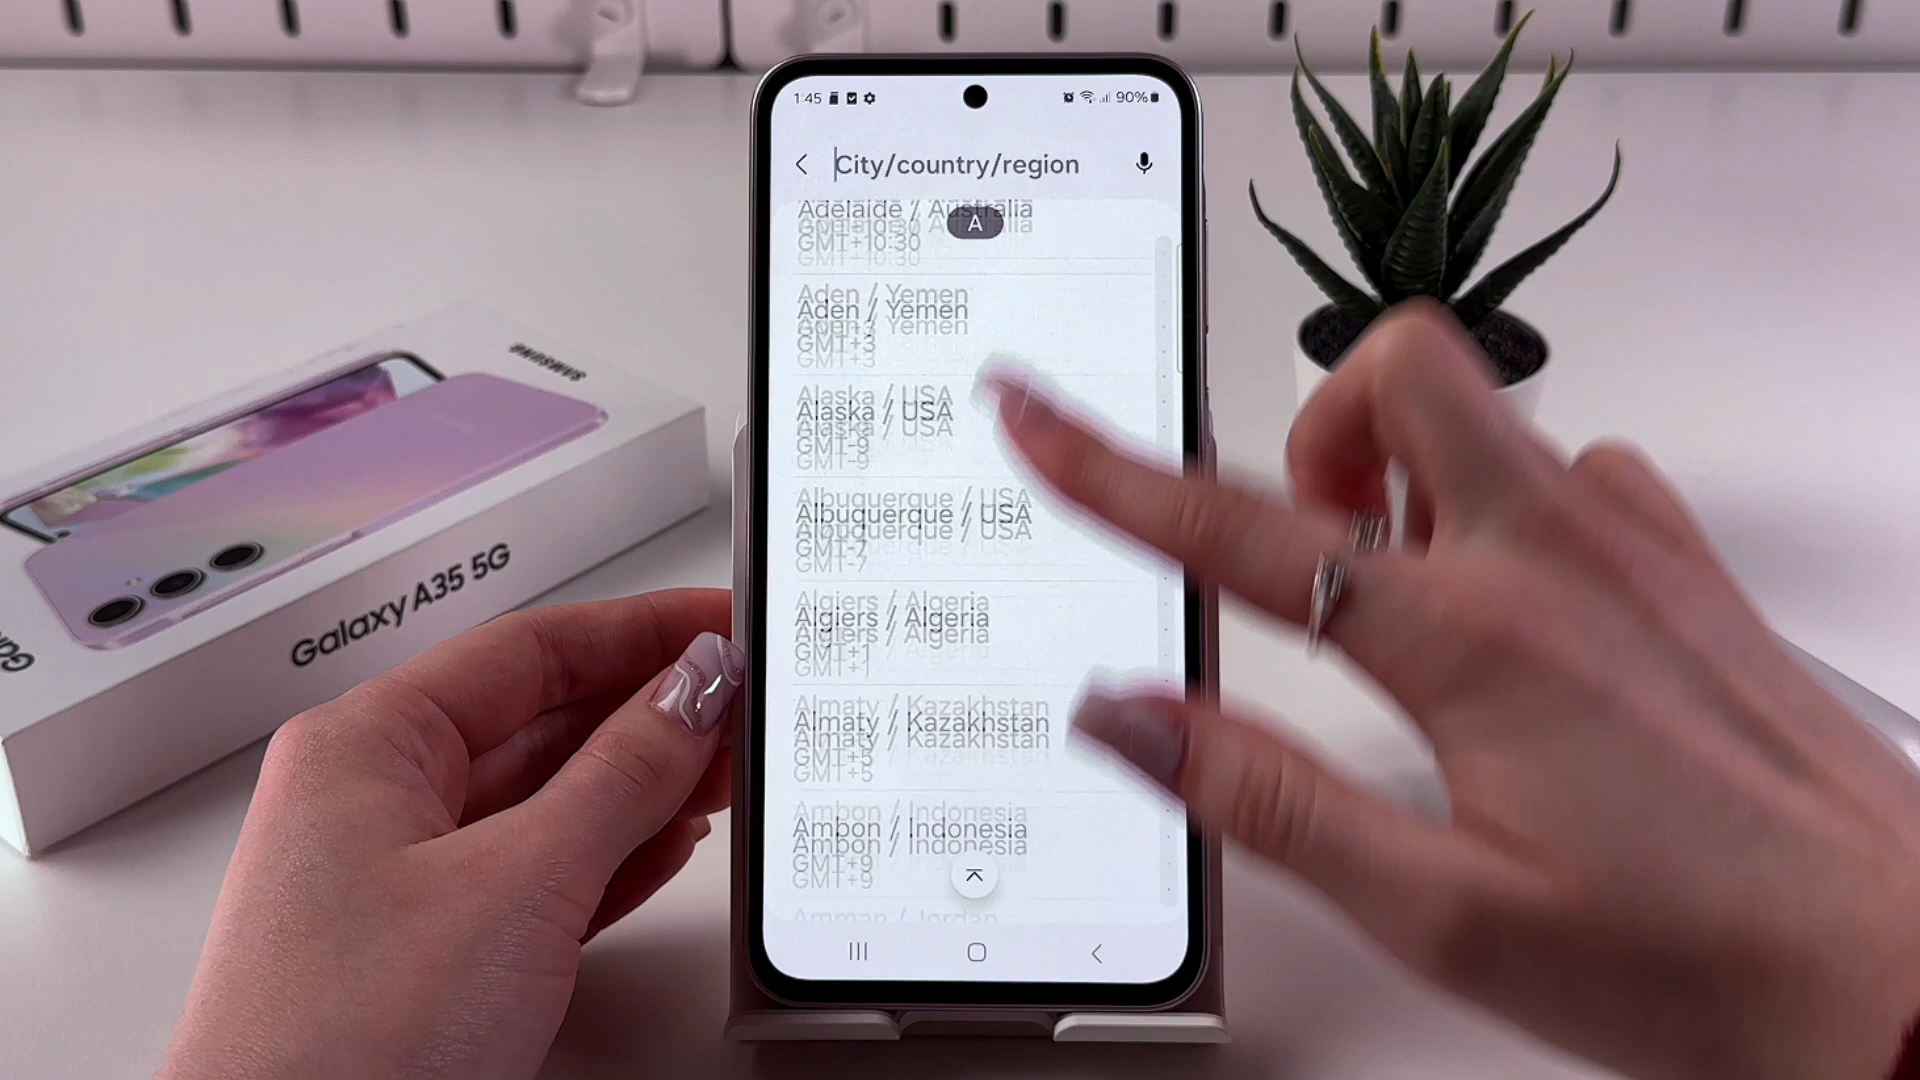 1:45
90%
City/country/region
A
Adelaide / Australia
GMT+10:30
Aden / Yemen
GMT+3
Alaska / USA
GMT-9
Albuquerque / USA
GMT-7
Algiers / Algeria
GMT+1
Almaty / Kazakhstan
GMT+5
Ambon / Indonesia
GMT+9
Amman / Jordan
SAMSUNG
Galaxy A35 5G